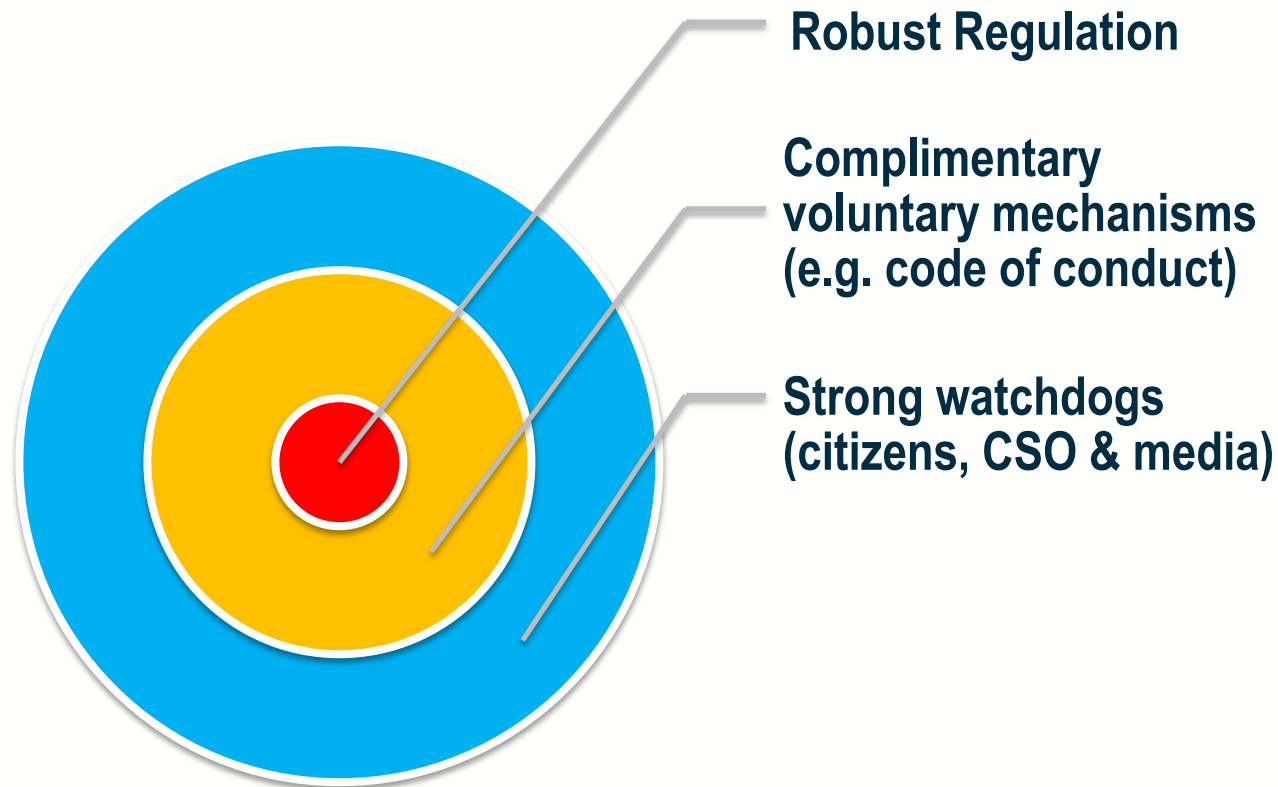 Robust Regulation
Complimentary
voluntary mechanisms
(e.g. code of conduct)
Strong watchdogs
(citizens, CSO & media)